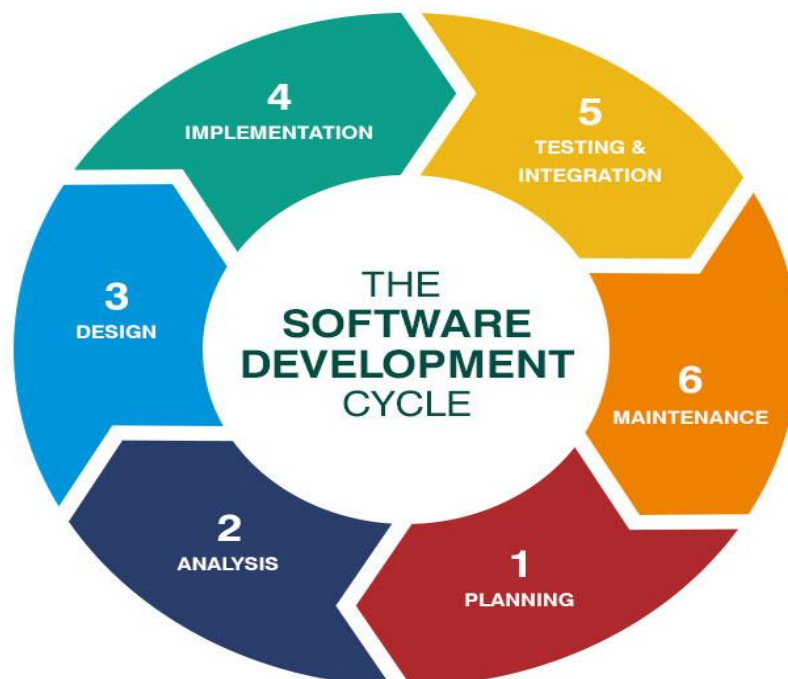 THE
SOFTWARE
DEVELOPMENT
CYCLE
1
PLANNING
2
ANALYSIS
3
DESIGN
4
IMPLEMENTATION
5
TESTING &
INTEGRATION
6
MAINTENANCE